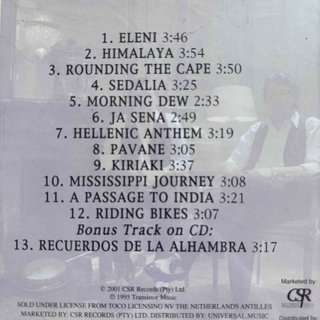 1. ELENI 3:46
2. HIMALAYA 3:54
3. ROUNDING THE CAPE 3:50
4. SEDALIA 3:25
5. MORNING DEW 2:33
6. JA SENA 2:49
7. HELLENIC ANTHEM 3:19
8. PAVANE 3:05
9. KIRIAKI 3:37
10. MISSISSIPPI JOURNEY 3:08
11. A PASSAGE TO INDIA 3:21
12. RIDING BIKES 3:07
Bonus Track on CD:
13. RECUERDOS DE LA ALHAMBRA 3:17
Marketed by
CSR
© 2001 CSR Records (Pty) Ltd.
℗ 1995 Transistor Music
SOLD UNDER LICENSE FROM TOCO LICENSING NV THE NETHERLANDS ANTILLES
MARKETED BY: CSR RECORDS (PTY) LTD. DISTRIBUTED BY: UNIVERSAL MUSIC
Distributed by